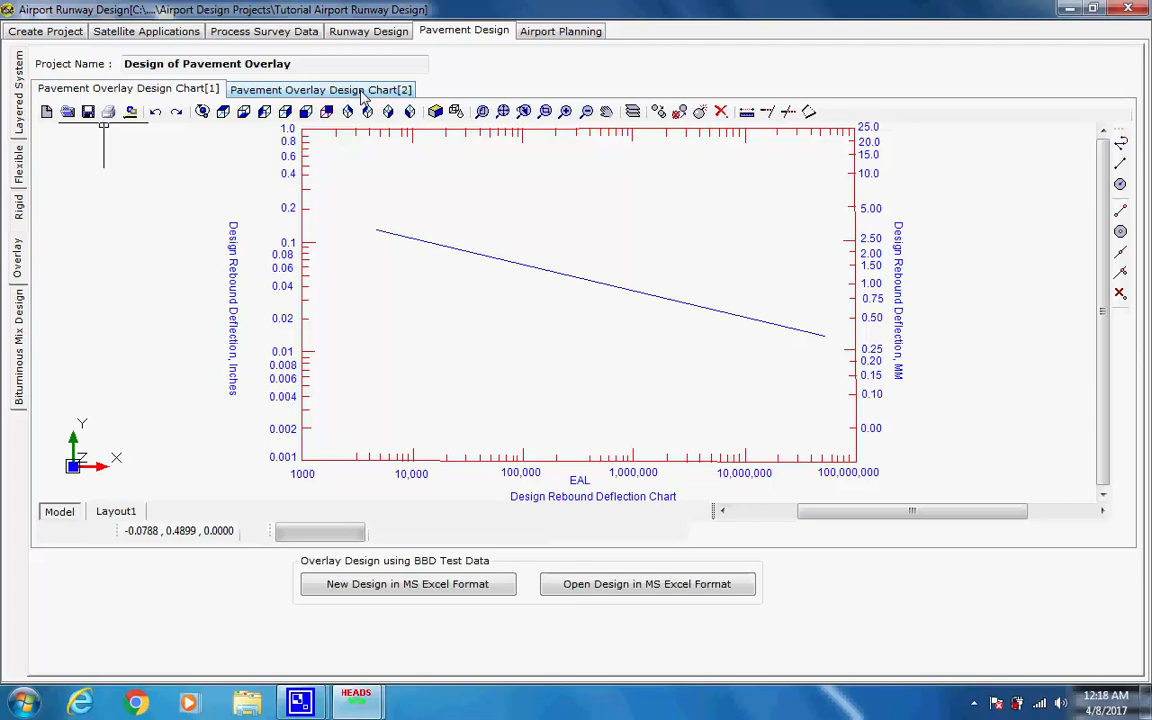 Airport Runway Design[C:\....\Airport Design Projects\Tutorial Airport Runway Design]
Create Project
Satellite Applications
Process Survey Data
Runway Design
Pavement Design
Airport Planning
Layered System
Flexible
Rigid
Overlay
Bituminous Mix Design
Project Name :
Design of Pavement Overlay
Pavement Overlay Design Chart[1]
Pavement Overlay Design Chart[2]
1.0
0.8
0.6
0.4
0.2
0.1
0.08
0.06
0.04
0.02
0.01
0.008
0.006
0.004
0.002
0.001
Design Rebound Deflection, Inches
25.0
20.0
15.0
10.0
5.00
2.50
2.00
1.50
1.00
0.75
0.50
0.25
0.20
0.15
0.10
0.00
Design Rebound Deflection, MM
1000
10,000
100,000
1,000,000
10,000,000
100,000,000
EAL
Design Rebound Deflection Chart
Y
Z
X
Model
Layout1
-0.0788 , 0.4899 , 0.0000
Overlay Design using BBD Test Data
New Design in MS Excel Format
Open Design in MS Excel Format
HEADS
12:18 AM
4/8/2017